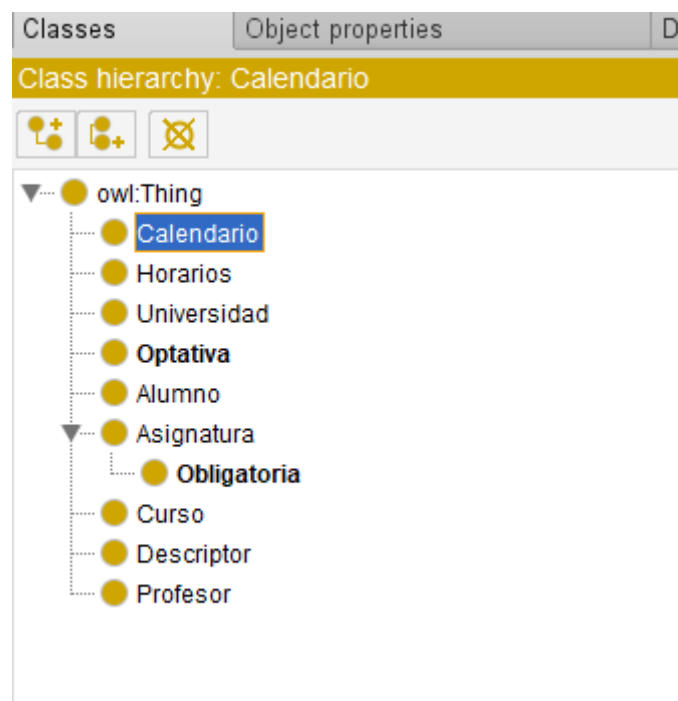 Classes Object properties D
Class hierarchy: Calendario
owl:Thing
Calendario
Horarios
Universidad
Optativa
Alumno
Asignatura
Obligatoria
Curso
Descriptor
Profesor